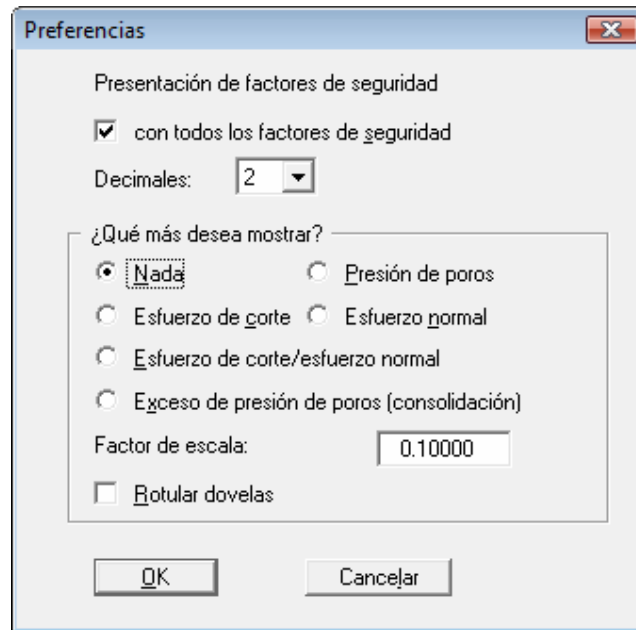 Preferencias
Presentación de factores de seguridad
con todos los factores de seguridad
Decimales: 2
¿Qué más desea mostrar?
Nada Presión de poros
Esfuerzo de corte Esfuerzo normal
Esfuerzo de corte/esfuerzo normal
Exceso de presión de poros (consolidación)
Factor de escala: 0.10000
Rotular dovelas
OK Cancelar